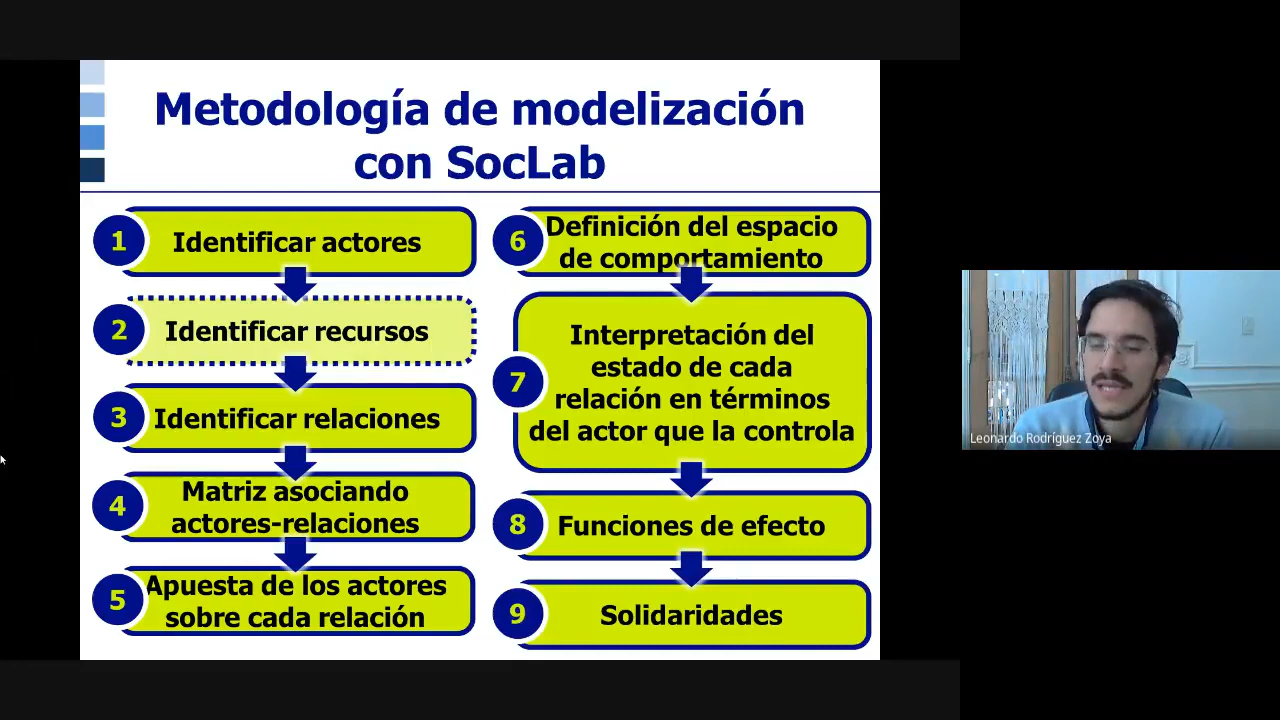 Metodología de modelización
con SocLab
1
Identificar actores
2
Identificar recursos
3
Identificar relaciones
4
Matriz asociando
actores-relaciones
5
Apuesta de los actores
sobre cada relación
6
Definición del espacio
de comportamiento
7
Interpretación del
estado de cada
relación en términos
del actor que la controla
8
Funciones de efecto
9
Solidaridades
Leonardo Rodríguez Zoya